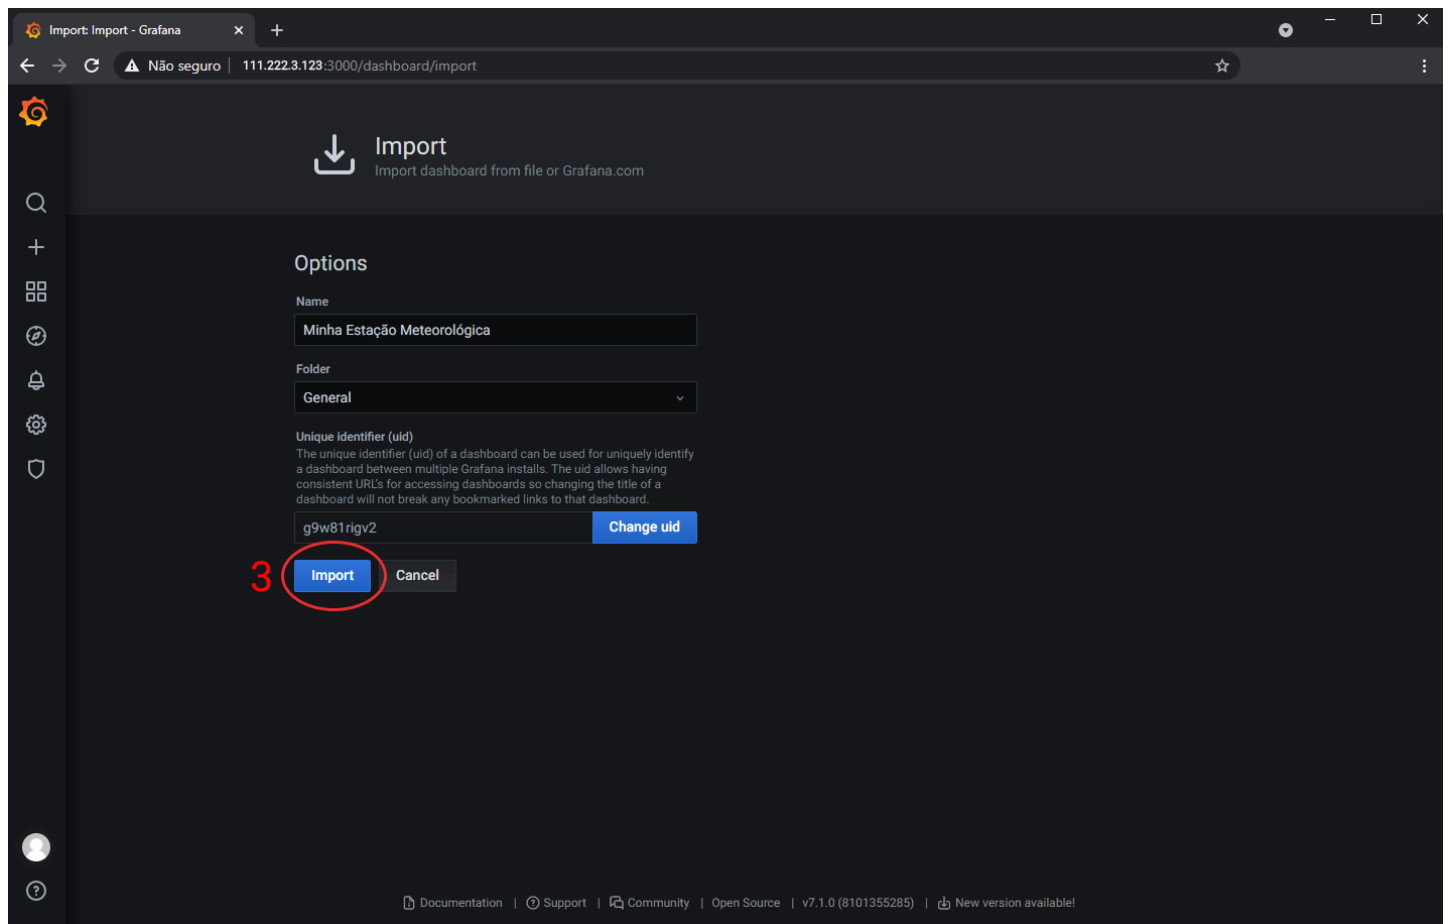 Import: Import - Grafana
Não seguro | 111.222.3.123:3000/dashboard/import
Import
Import dashboard from file or Grafana.com
Options
Name
Minha Estação Meteorológica
Folder
General
Unique identifier (uid)
The unique identifier (uid) of a dashboard can be used for uniquely identify
a dashboard between multiple Grafana installs. The uid allows having
consistent URL's for accessing dashboards so changing the title of a
dashboard will not break any bookmarked links to that dashboard.
g9w81rigv2 Change uid
3 Import Cancel
Documentation | Support | Community | Open Source | v7.1.0 (8101355285) | New version available!